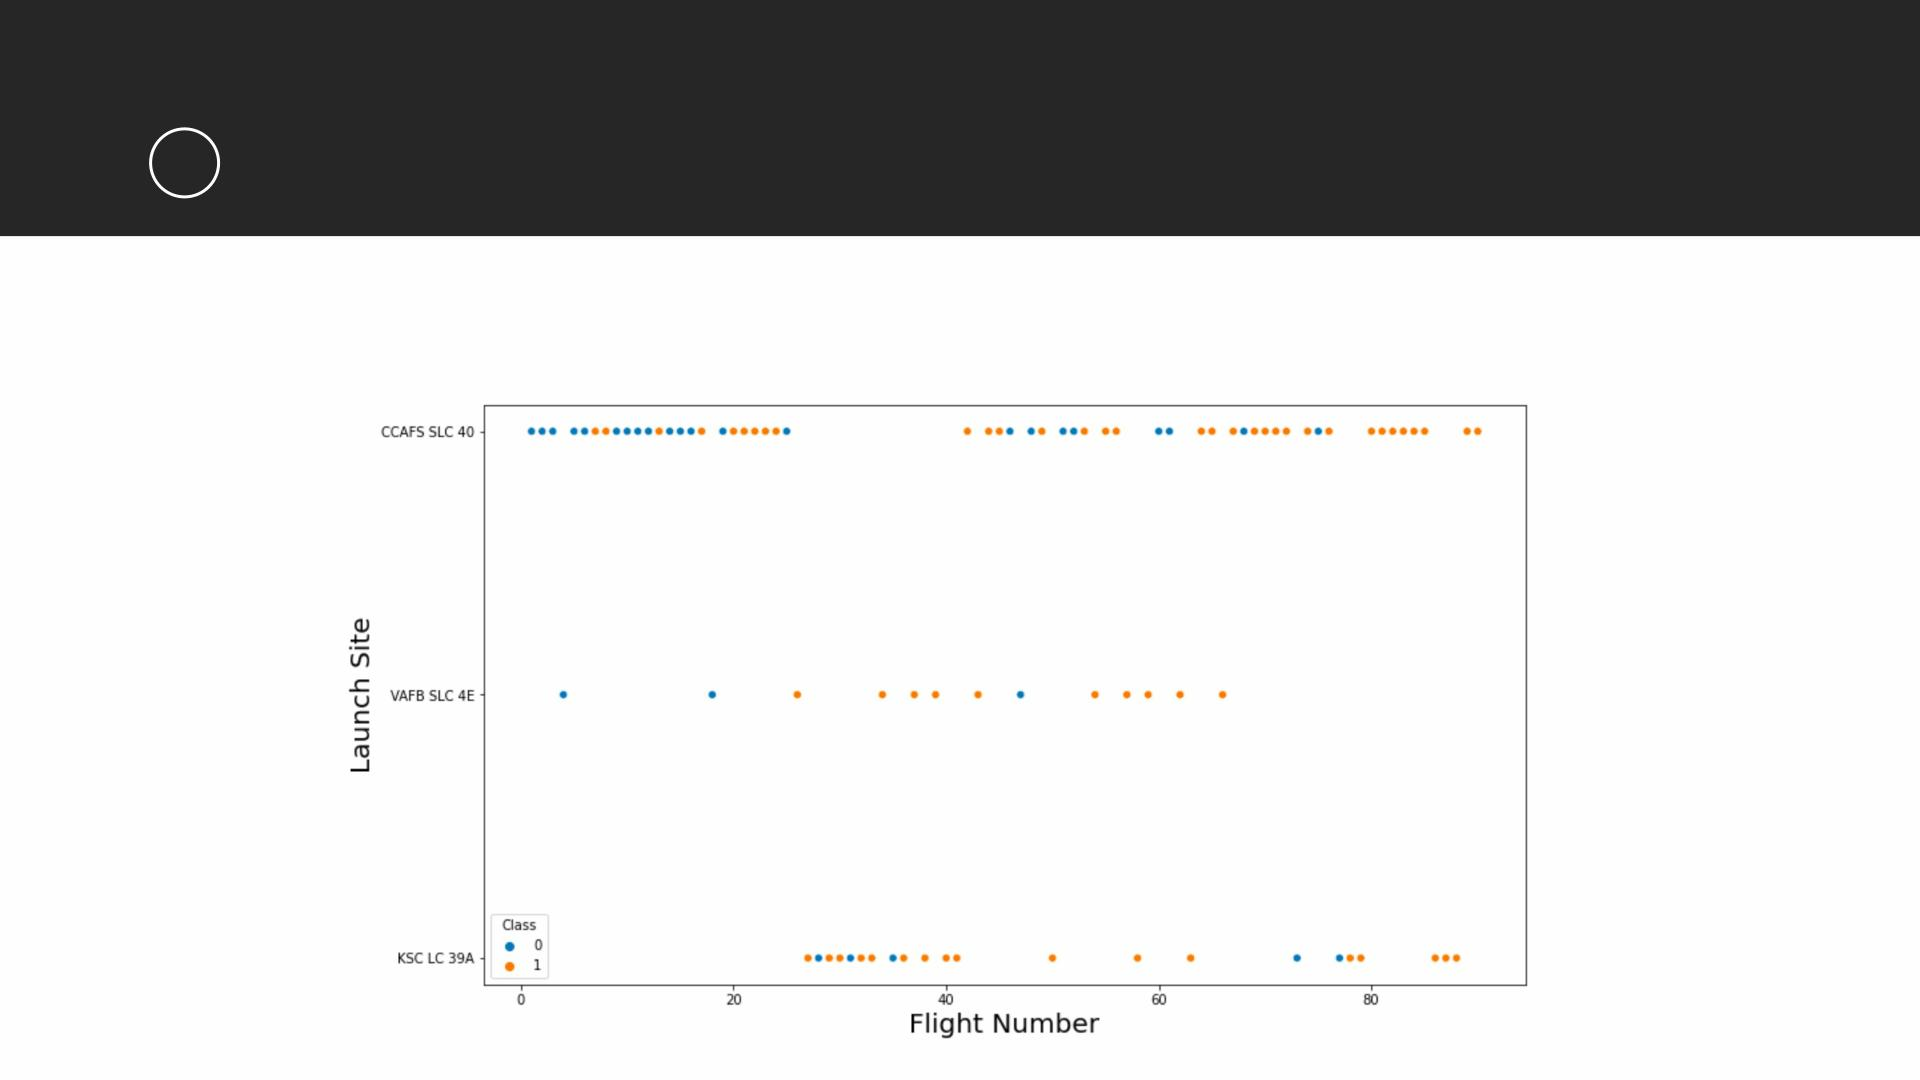 CCAFS SLC 40
VAFB SLC 4E
KSC LC 39A
Launch Site
Class
0
1
0 20 40 60 80
Flight Number